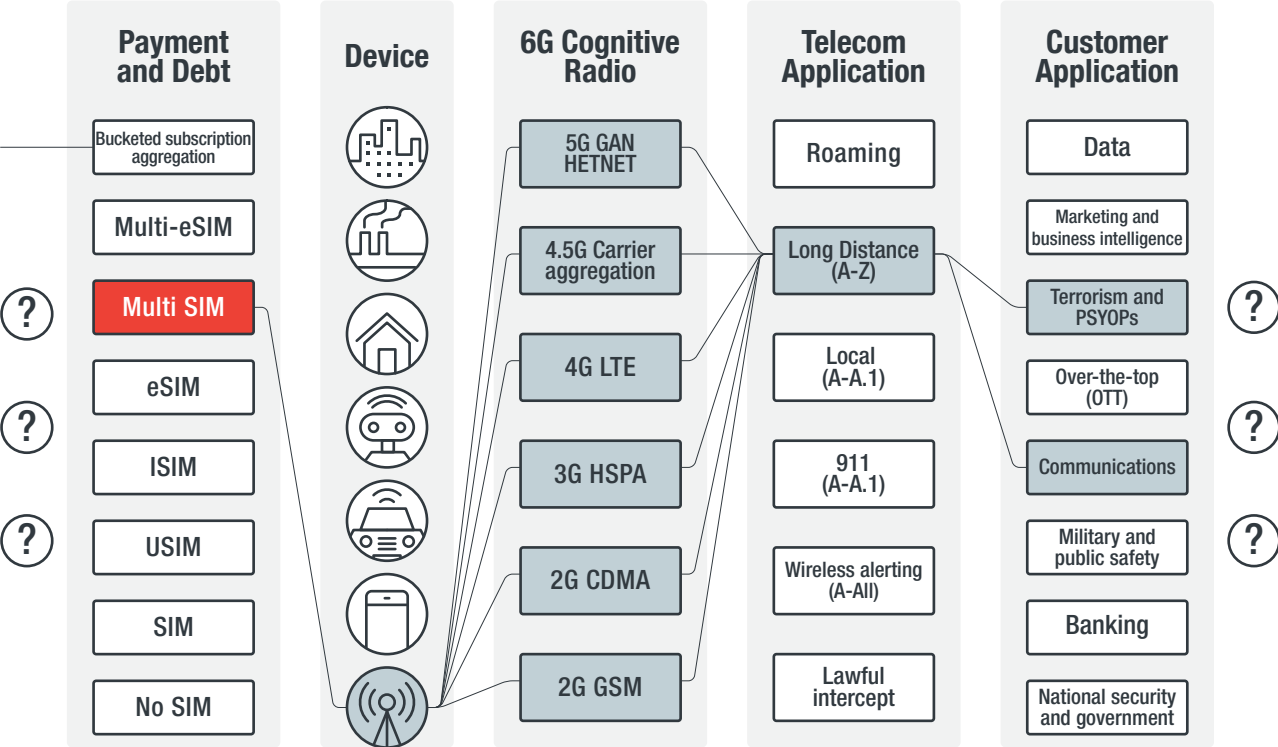 Payment
and Debt
Bucketed subscription
aggregation
Multi-eSIM
Multi SIM
eSIM
ISIM
USIM
SIM
No SIM
?
?
?
Device
6G Cognitive
Radio
5G GAN
HETNET
4.5G Carrier
aggregation
4G LTE
3G HSPA
2G CDMA
2G GSM
Telecom
Application
Roaming
Long Distance
(A-Z)
Local
(A-A.1)
911
(A-A.1)
Wireless alerting
(A-All)
Lawful
intercept
Customer
Application
Data
Marketing and
business intelligence
Terrorism and
PSYOPs
Over-the-top
(OTT)
Communications
Military and
public safety
Banking
National security
and government
?
?
?